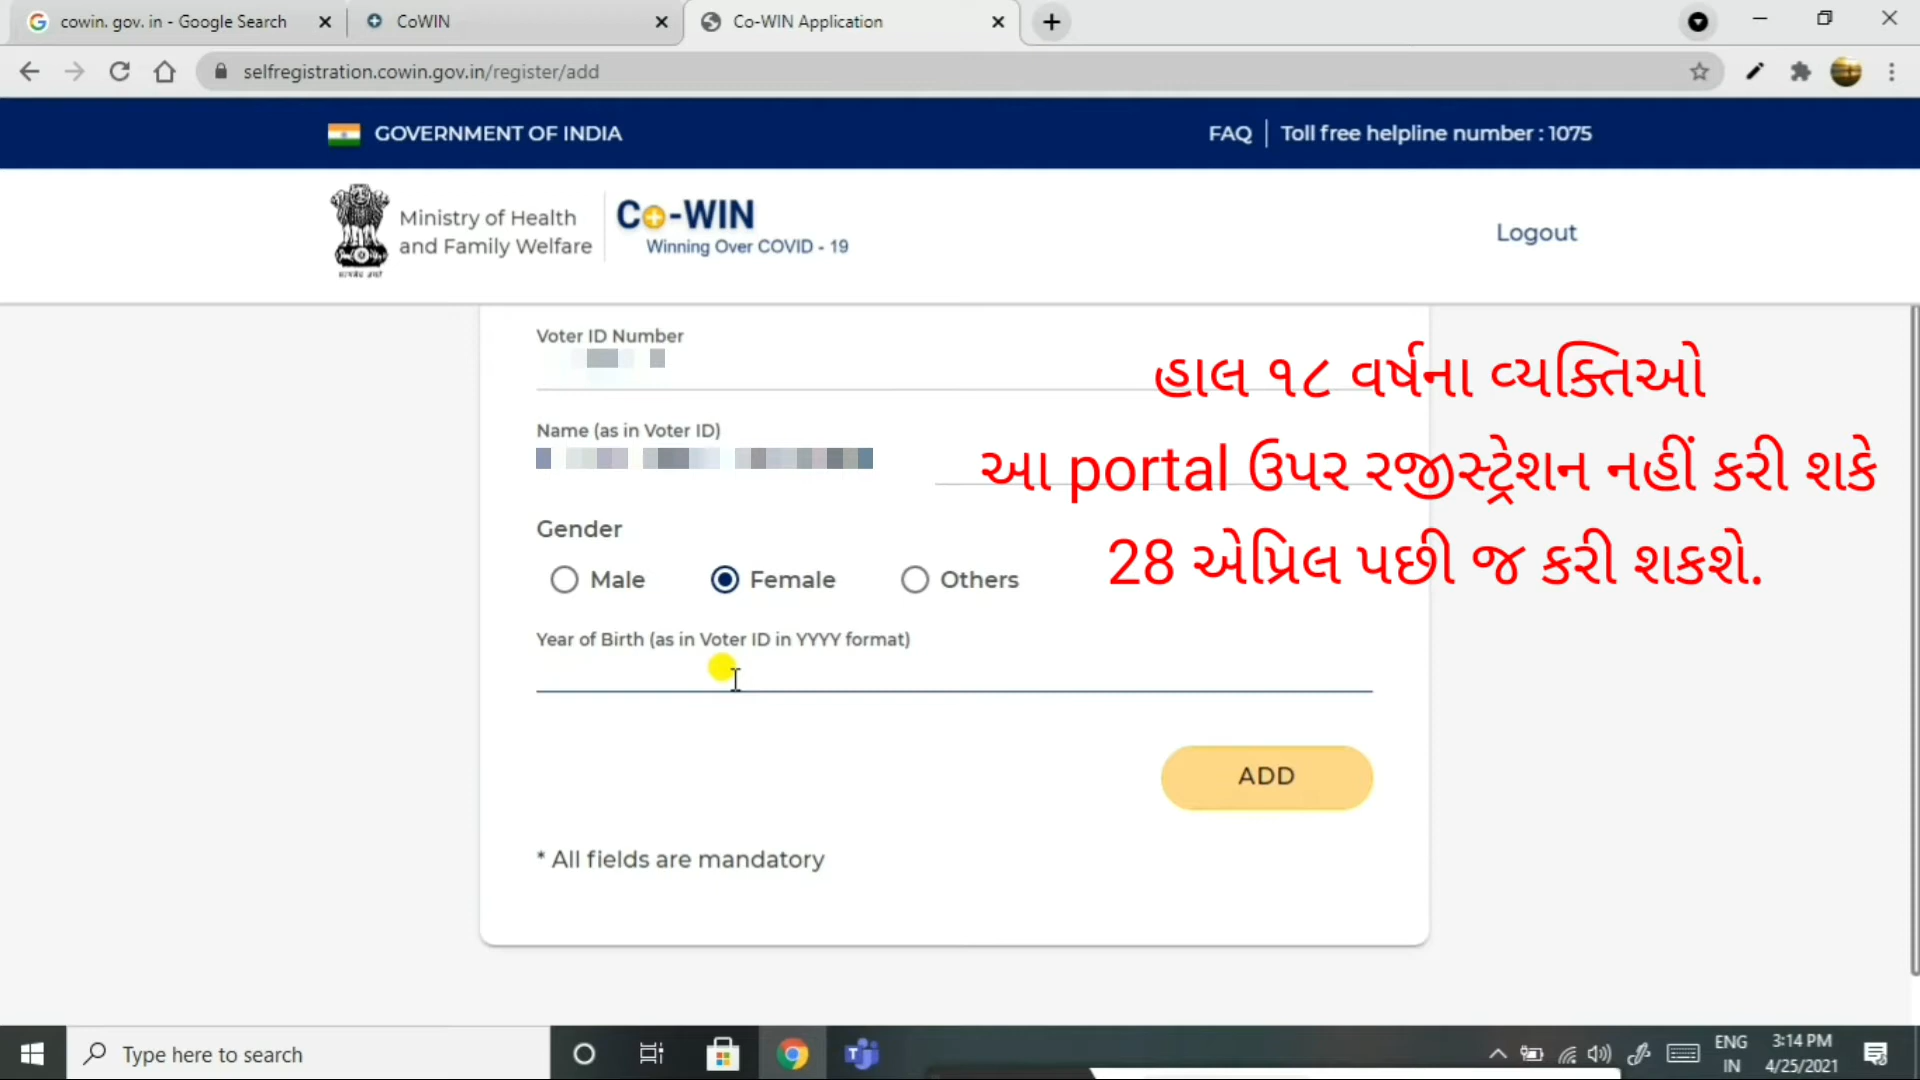 cowin. gov. in - Google Search
CoWIN
Co-WIN Application
selfregistration.cowin.gov.in/register/add
GOVERNMENT OF INDIA
FAQ
Toll free helpline number : 1075
Ministry of Health
and Family Welfare
Co-WIN
Winning Over COVID - 19
Logout
Voter ID Number
હાલ ૧૮ વર્ષના વ્યક્તિઓ
Name (as in Voter ID)
આ portal ઉપર રજીસ્ટ્રેશન નહીં કરી શકે
Gender
28 એપ્રિલ પછી જ કરી શકશે.
Male
Female
Others
Year of Birth (as in Voter ID in YYYY format)
ADD
* All fields are mandatory
Type here to search
ENG
IN
3:14 PM
4/25/2021